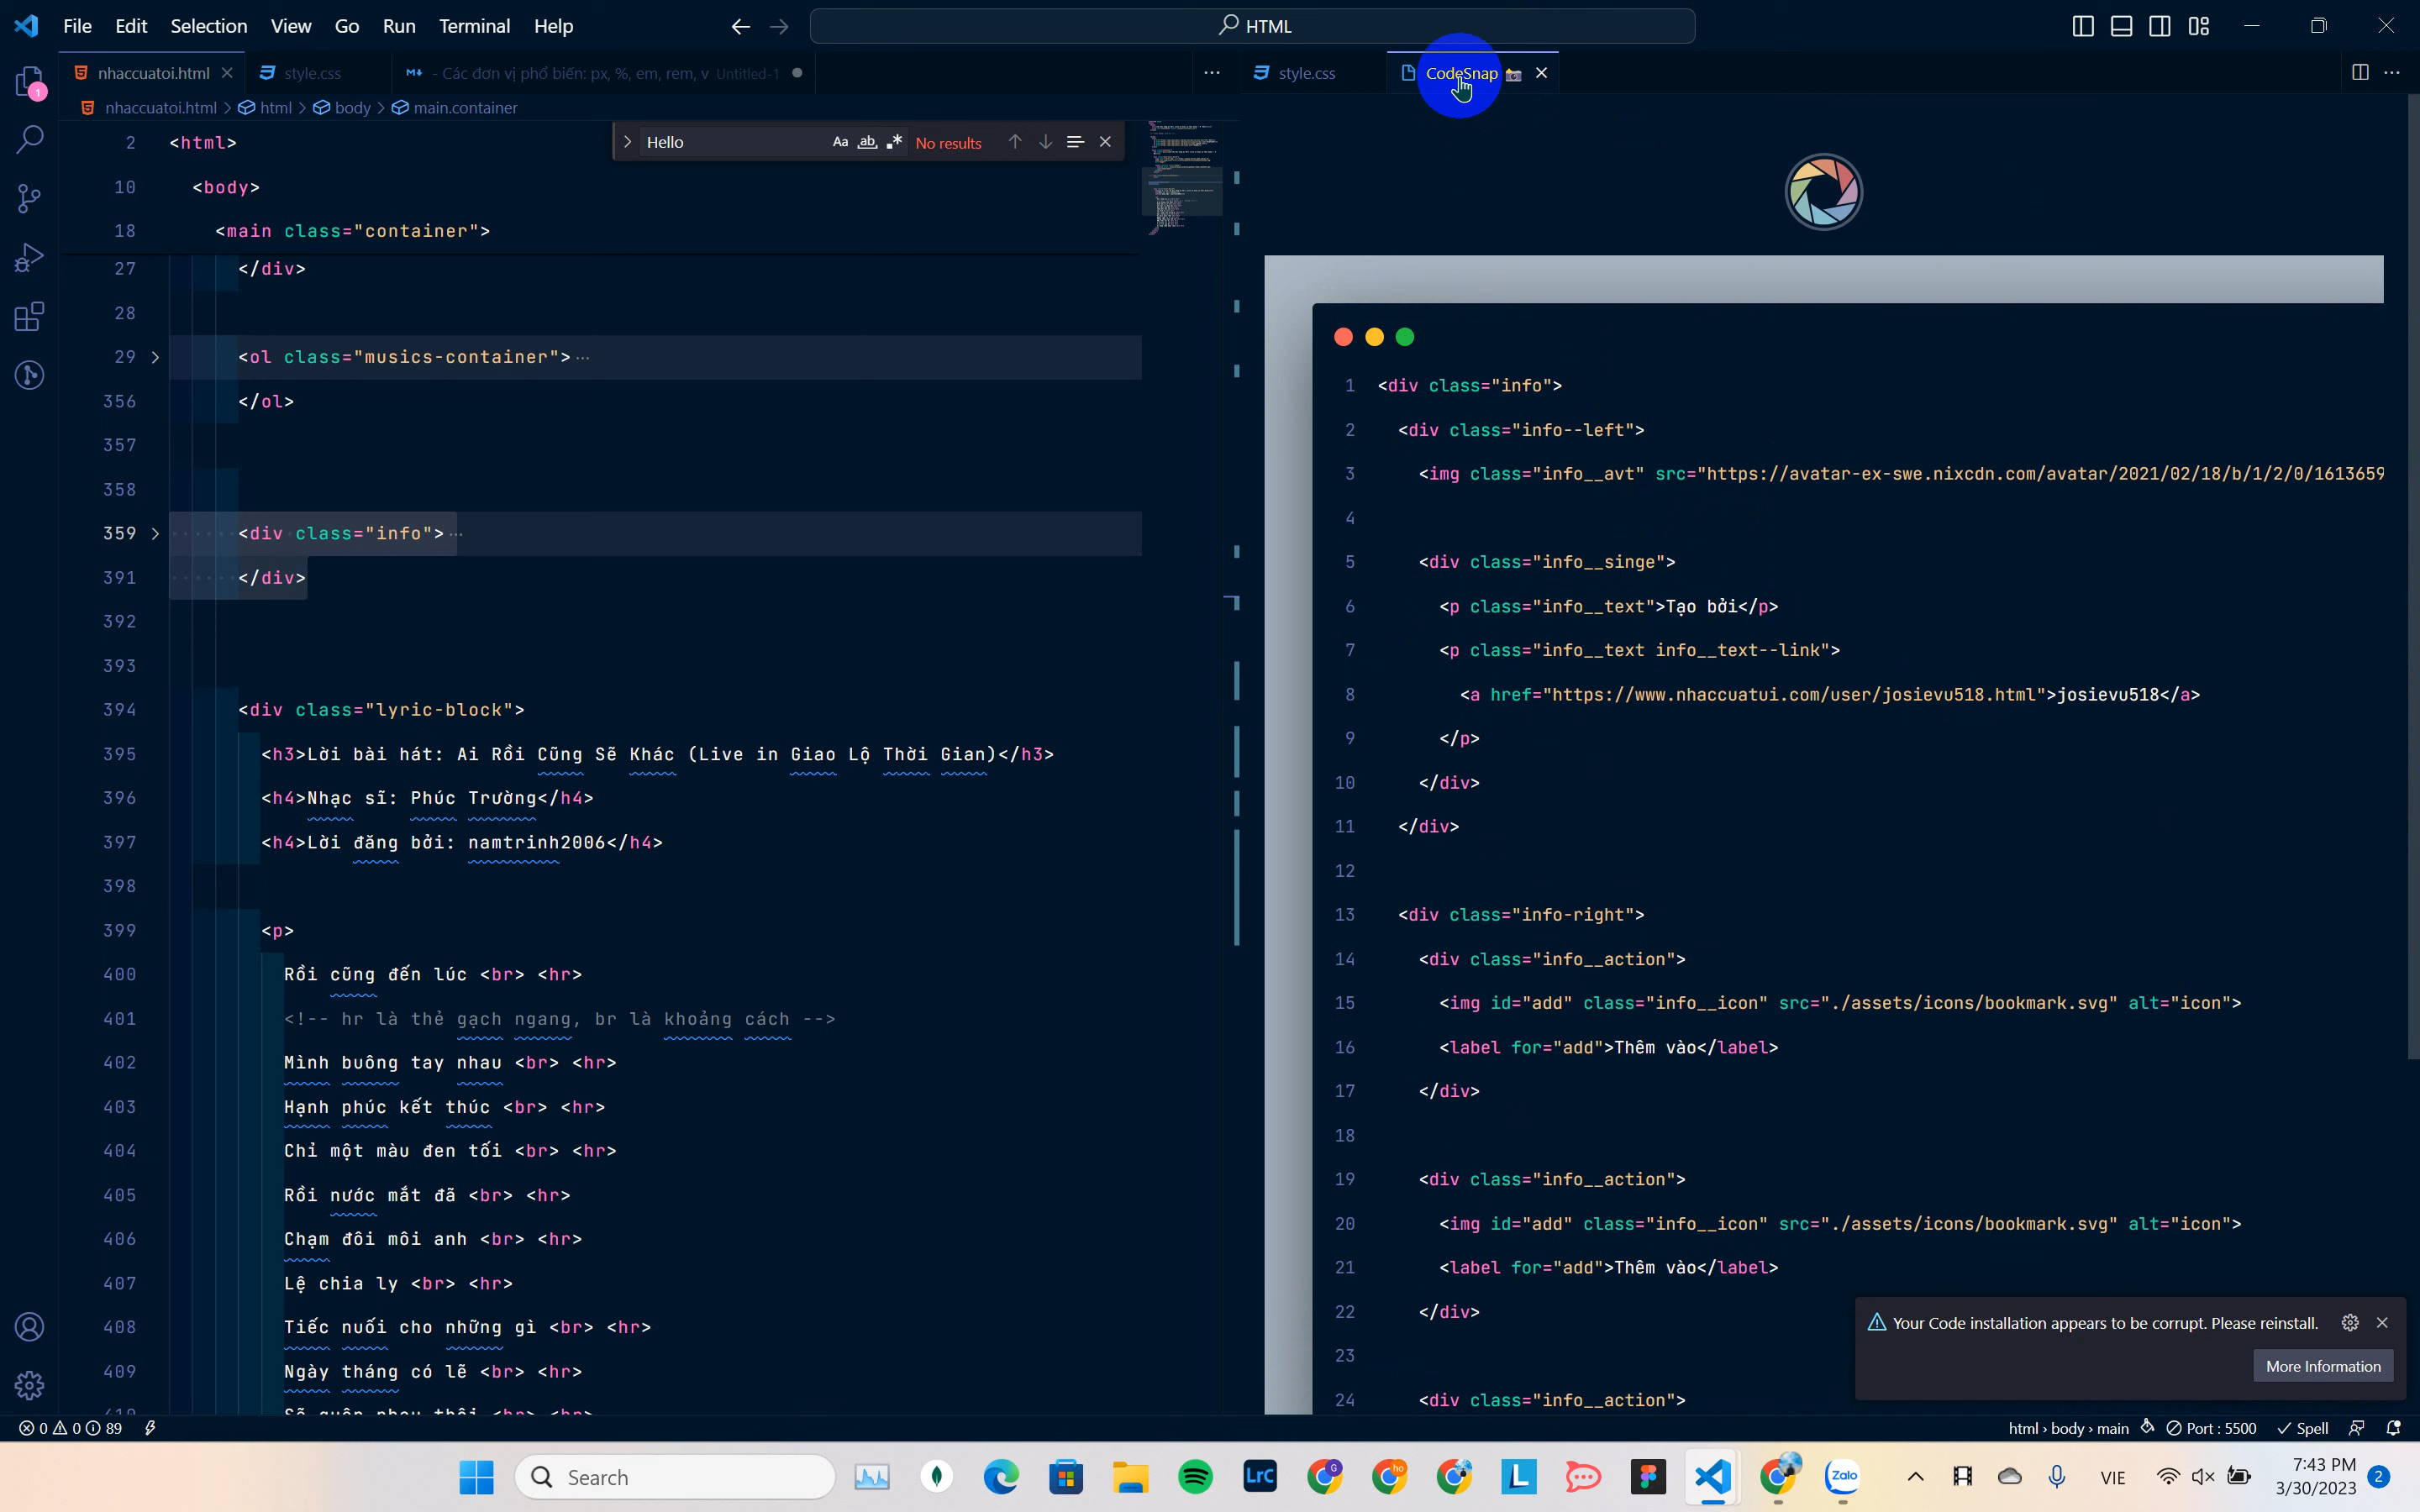 File Edit Selection View Go Run Terminal Help
HTML
nhaccuatoi.html
style.css
- Các đơn vị phổ biến: px, %, em, rem, v Untitled-1
style.css
CodeSnap
nhaccuatoi.html > html > body > main.container
Hello
Aa ab .* No results
2 <html>
10 <body>
18 <main class="container">
27 </div>
28
29 <ol class="musics-container"> ...
356 </ol>
357
358
359 <div class="info"> ...
391 </div>
392
393
394 <div class="lyric-block">
395 <h3>Lời bài hát: Ai Rồi Cũng Sẽ Khác (Live in Giao Lộ Thời Gian)</h3>
396 <h4>Nhạc sĩ: Phúc Trường</h4>
397 <h4>Lời đăng bởi: namtrinh2006</h4>
398
399 <p>
400 Rồi cũng đến lúc <br> <hr>
401 <!-- hr là thẻ gạch ngang, br là khoảng cách -->
402 Mình buông tay nhau <br> <hr>
403 Hạnh phúc kết thúc <br> <hr>
404 Chỉ một màu đen tối <br> <hr>
405 Rồi nước mắt đã <br> <hr>
406 Chạm đôi môi anh <br> <hr>
407 Lệ chia ly <br> <hr>
408 Tiếc nuối cho những gì <br> <hr>
409 Ngày tháng có lẽ <br> <hr>
1 <div class="info">
2 <div class="info--left">
3 <img class="info__avt" src="https://avatar-ex-swe.nixcdn.com/avatar/2021/02/18/b/1/2/0/1613659
4
5 <div class="info__singe">
6 <p class="info__text">Tạo bởi</p>
7 <p class="info__text info__text--link">
8 <a href="https://www.nhaccuatui.com/user/josievu518.html">josievu518</a>
9 </p>
10 </div>
11 </div>
12
13 <div class="info-right">
14 <div class="info__action">
15 <img id="add" class="info__icon" src="./assets/icons/bookmark.svg" alt="icon">
16 <label for="add">Thêm vào</label>
17 </div>
18
19 <div class="info__action">
20 <img id="add" class="info__icon" src="./assets/icons/bookmark.svg" alt="icon">
21 <label for="add">Thêm vào</label>
22 </div>
23
24 <div class="info__action">
Your Code installation appears to be corrupt. Please reinstall.
More Information
0 0 89
html > body > main
Port : 5500
Spell
Search
LrC
G
ho
L
Zalo
VIE
7:43 PM
3/30/2023
2
1